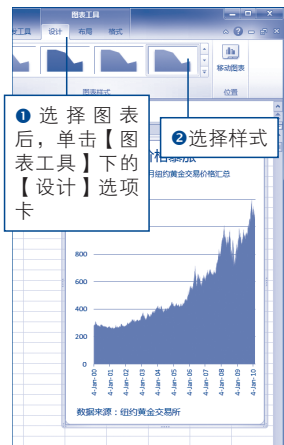 图表工具
发工具 设计 布局 格式
移动图表
图表样式 位置
❶选择图表
后，单击【图
表工具】下的
【设计】选项
卡
❷选择样式
价格暴涨
月纽约黄金交易价格汇总
800
600
400
200
0
4-Jan-00
4-Jan-01
4-Jan-02
4-Jan-03
4-Jan-04
4-Jan-05
4-Jan-06
4-Jan-07
4-Jan-08
4-Jan-09
4-Jan-10
数据来源：纽约黄金交易所